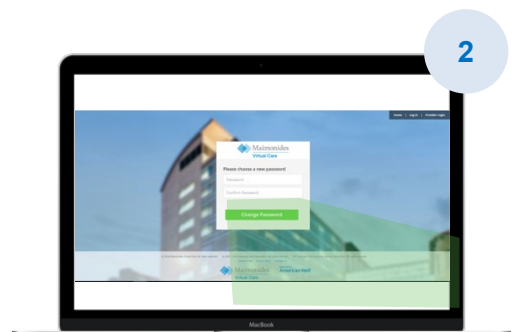 2
Home | Log In | Provider Login
Maimonides
Virtual Care
Please choose a new password
Password
Confirm Password
Change Password
Maimonides
Virtual Care
American Well
MacBook